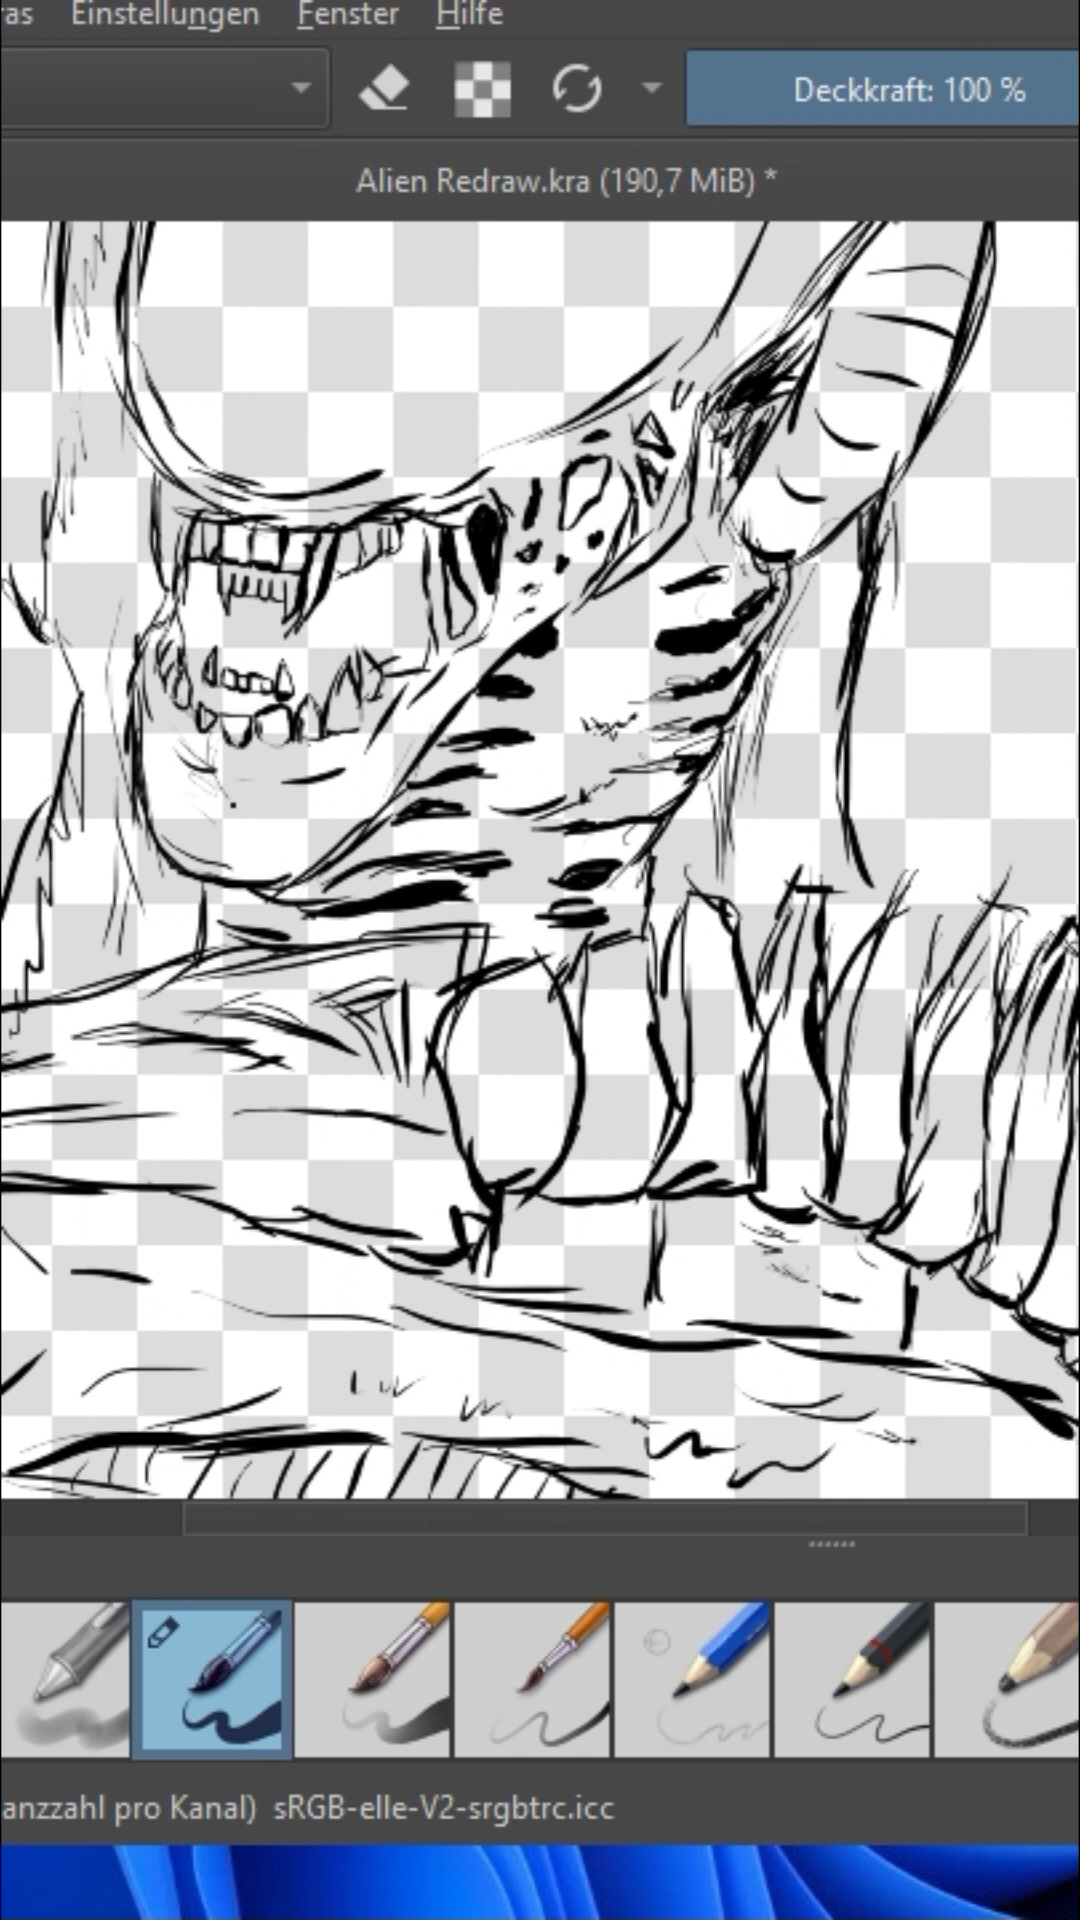 ras Einstellungen Fenster Hilfe
Deckkraft: 100 %
Alien Redraw.kra (190,7 MiB) *
anzzahl pro Kanal) sRGB-elle-V2-srgbtrc.icc